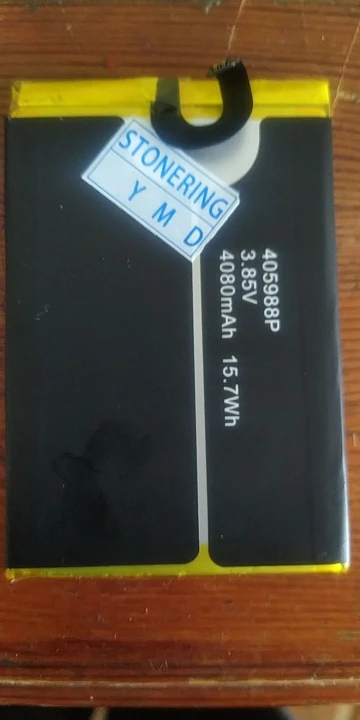 STONERING
Y M D
405988P
3.85V
4080mAh 15.7Wh